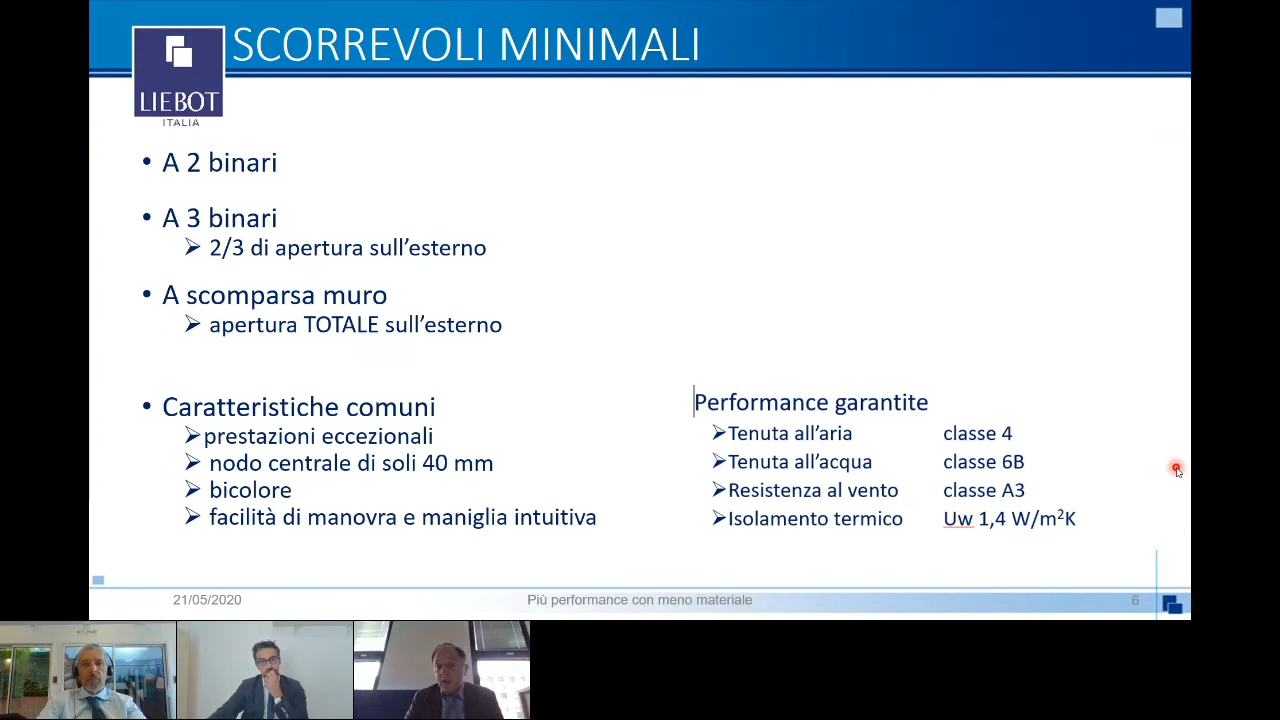 SCORREVOLI MINIMALI
LIEBOT
ITALIA
• A 2 binari
• A 3 binari
➢ 2/3 di apertura sull’esterno
• A scomparsa muro
➢ apertura TOTALE sull’esterno
• Caratteristiche comuni
➢prestazioni eccezionali
➢ nodo centrale di soli 40 mm
➢ bicolore
➢ facilità di manovra e maniglia intuitiva
Performance garantite
➢Tenuta all’aria classe 4
➢Tenuta all’acqua classe 6B
➢Resistenza al vento classe A3
➢Isolamento termico Uw 1,4 W/m²K
21/05/2020 Più performance con meno materiale 6